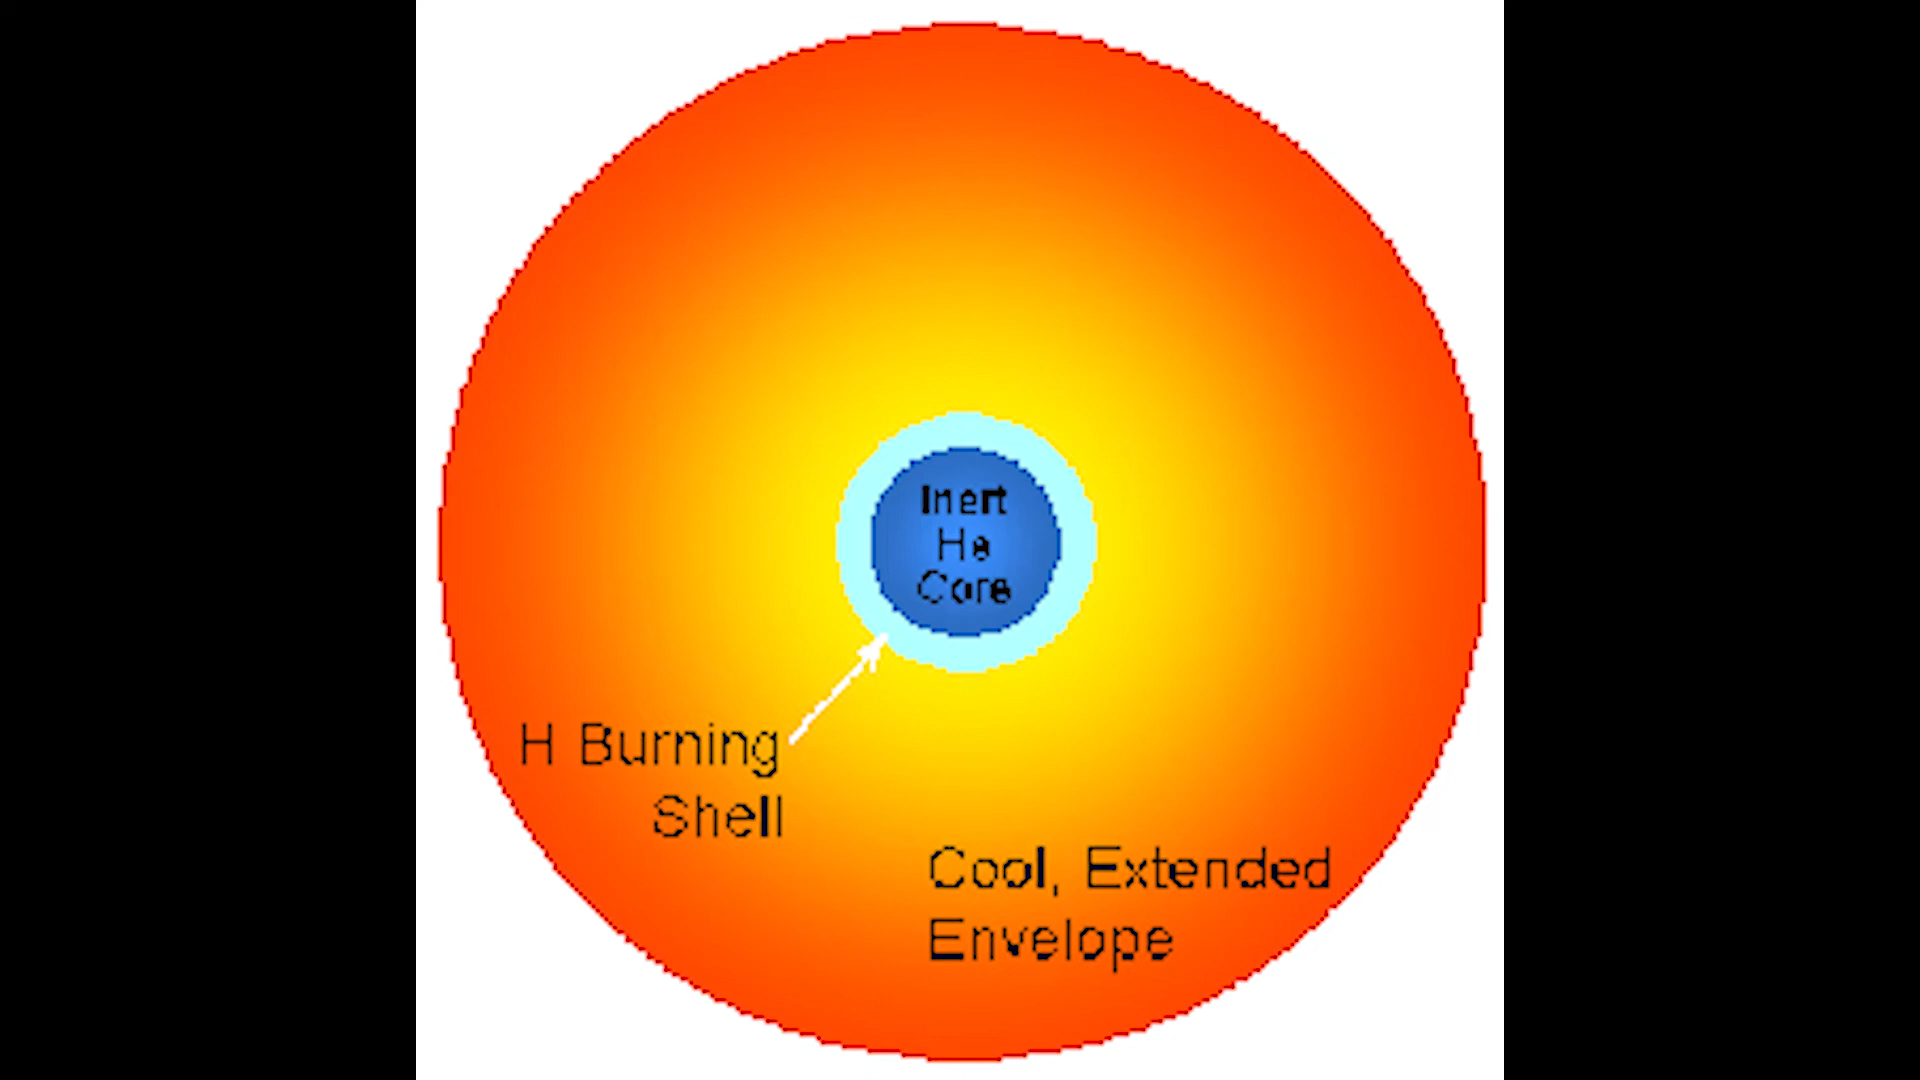 Inert
He
Core
H Burning
Shell
Cool, Extended
Envelope